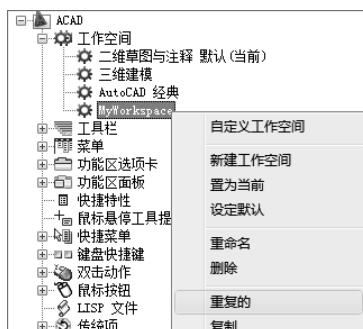 ACAD
工作空间
二维草图与注释 默认(当前)
三维建模
AutoCAD 经典
MyWorkspace
工具栏
菜单
功能区选项卡
功能区面板
快捷特性
鼠标悬停工具提
快捷菜单
键盘快捷键
双击动作
鼠标按钮
LISP 文件
传统项
自定义工作空间
新建工作空间
置为当前
设定默认
重命名
删除
重复的
复制